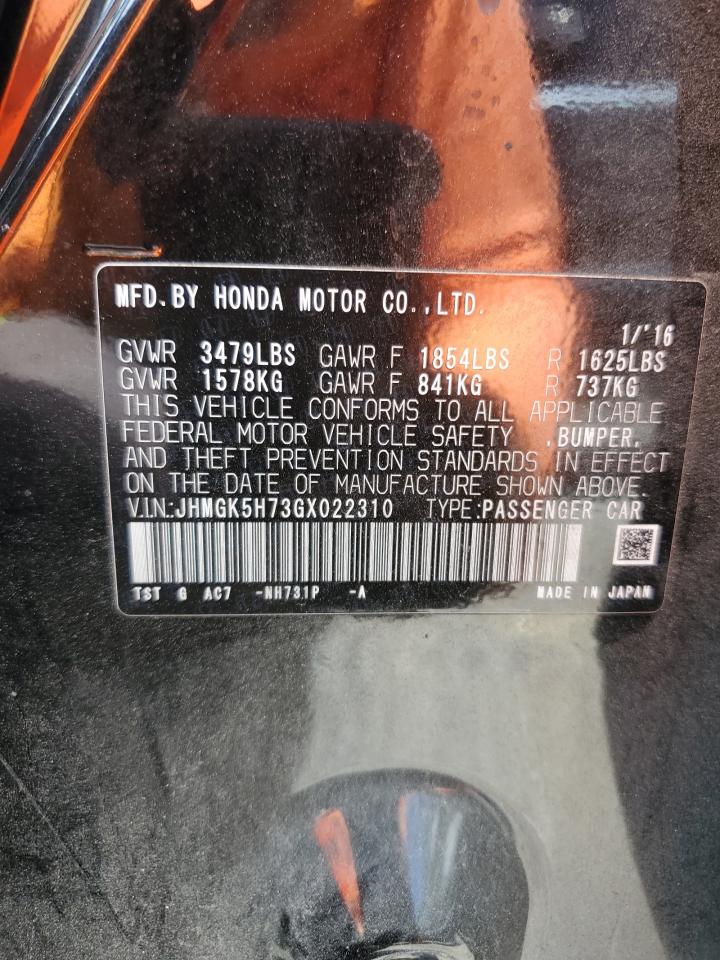 MFD.BY HONDA MOTOR CO.,LTD.
1/'16
GVWR 3479LBS GAWR F 1854LBS R 1625LBS
GVWR 1578KG GAWR F 841KG R 737KG
THIS VEHICLE CONFORMS TO ALL APPLICABLE
FEDERAL MOTOR VEHICLE SAFETY ,BUMPER,
AND THEFT PREVENTION STANDARDS IN EFFECT
ON THE DATE OF MANUFACTURE SHOWN ABOVE.
V.I.N:JHMGK5H73GX022310 TYPE:PASSENGER CAR
TST G AC7 -NH731P -A MADE IN JAPAN